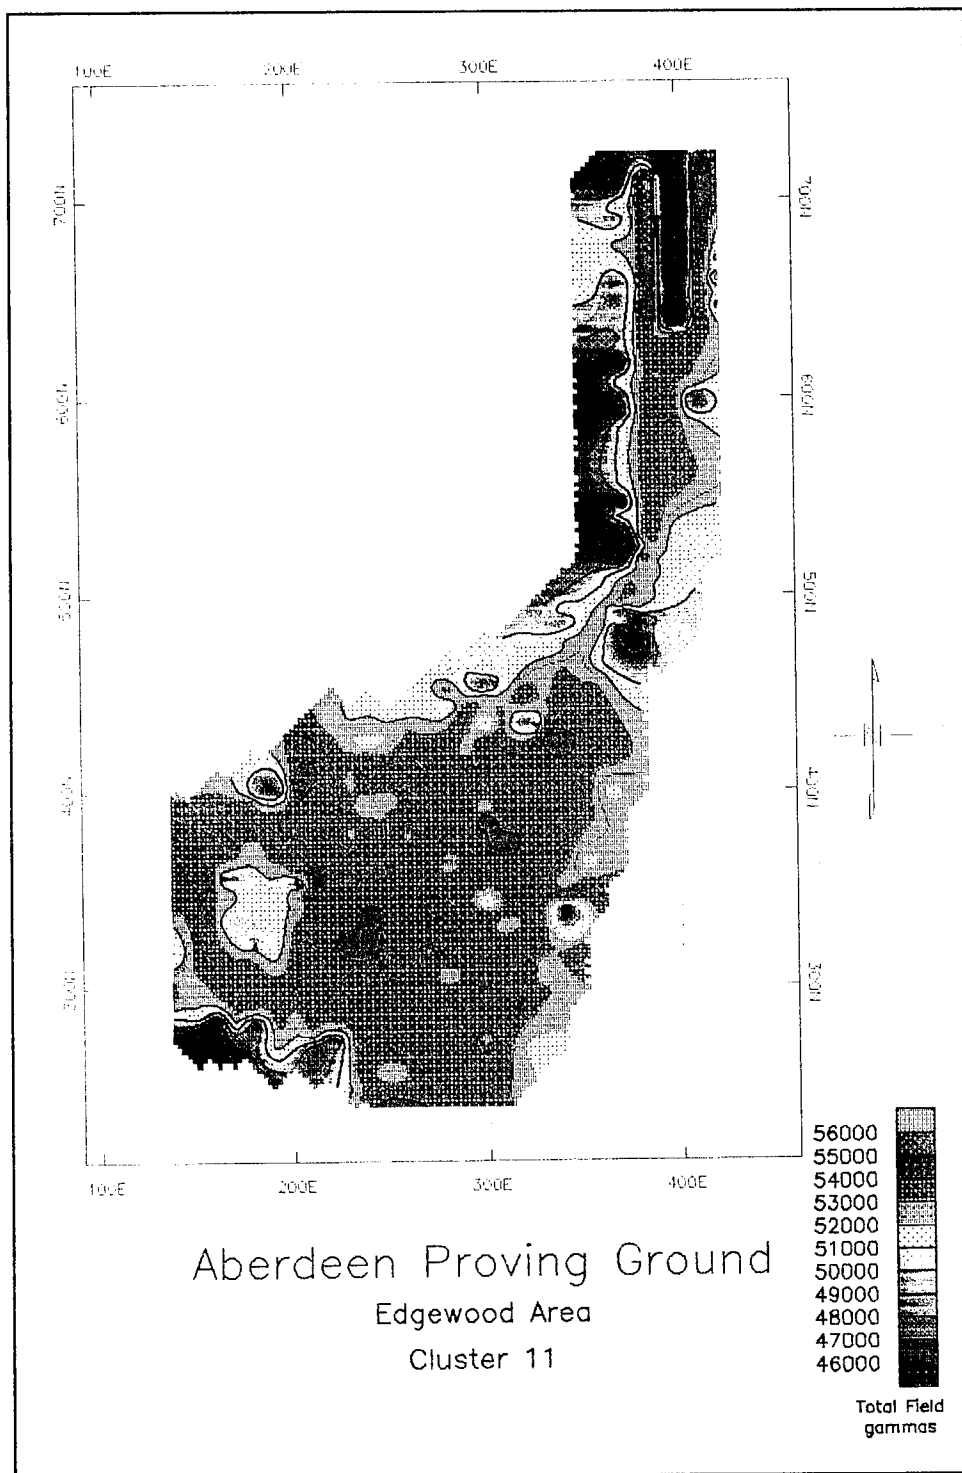 100E 200E 300E 400E
700N 700N
600N 600N
500N 500N
400N 400N
300N 300N
100E 200E 300E 400E
N
56000
55000
54000
53000
52000
51000
50000
49000
48000
47000
46000
Total Field
gammas
Aberdeen Proving Ground
Edgewood Area
Cluster 11